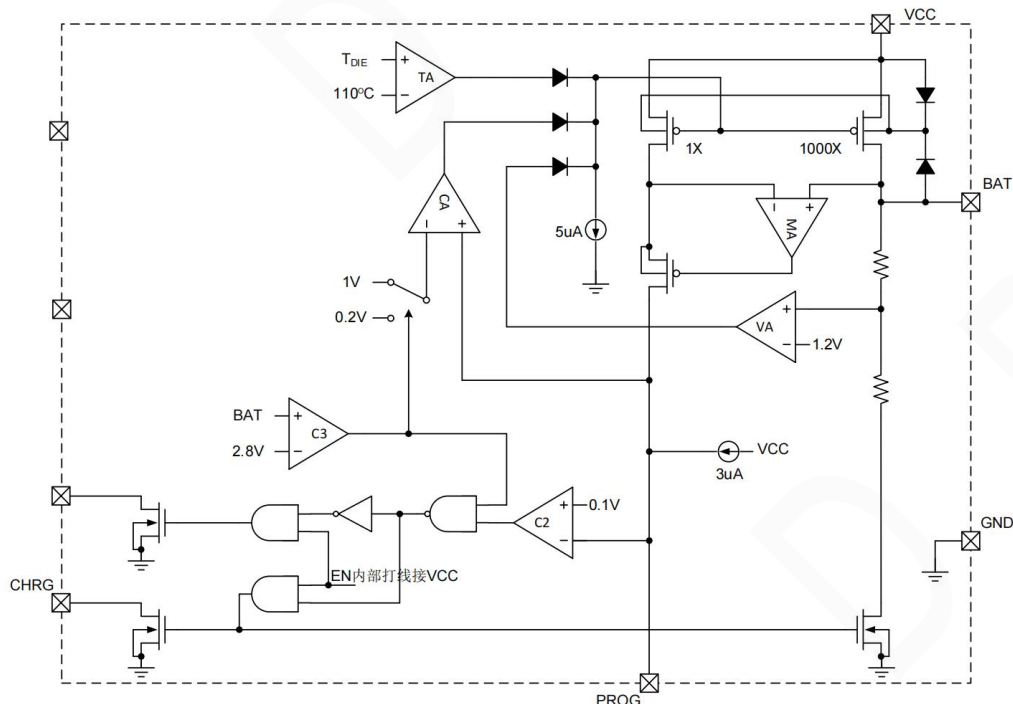 VCC
TDIE
+
TA
110°C
−
1X
1000X
BAT
CA
−
+
−
+
MA
5uA
1V
0.2V
VA
+
−
1.2V
BAT
+
C3
2.8V
−
VCC
3uA
+
0.1V
C2
−
GND
EN内部打线接VCC
CHRG
PROG